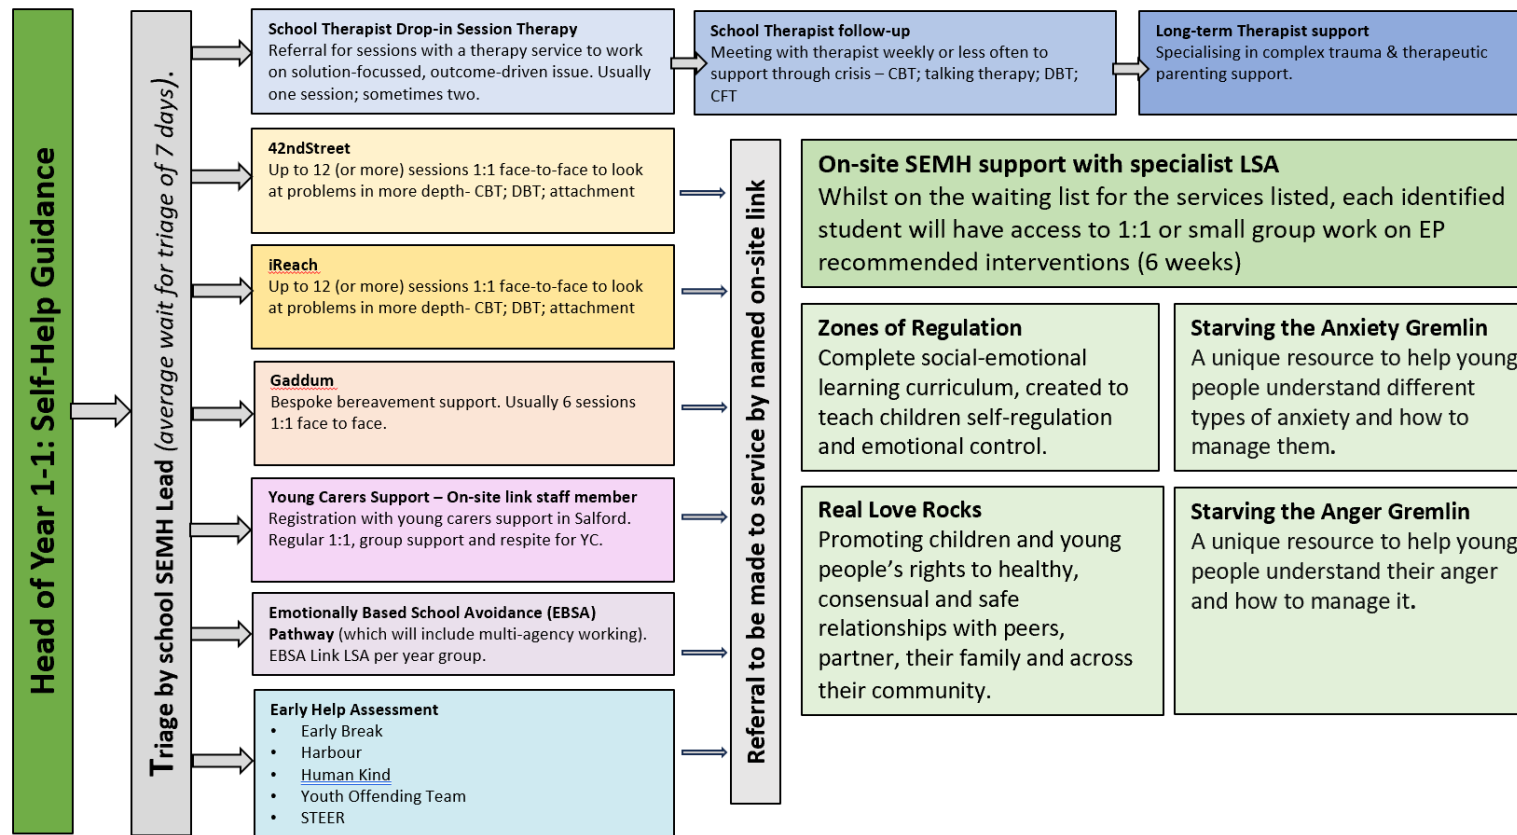 Head of Year 1-1: Self-Help Guidance
Triage by school SEMH Lead (average wait for triage of 7 days).
School Therapist Drop-in Session Therapy
Referral for sessions with a therapy service to work
on solution-focussed, outcome-driven issue. Usually
one session; sometimes two.
School Therapist follow-up
Meeting with therapist weekly or less often to
support through crisis – CBT; talking therapy; DBT;
CFT
Long-term Therapist support
Specialising in complex trauma & therapeutic
parenting support.
42ndStreet
Up to 12 (or more) sessions 1:1 face-to-face to look
at problems in more depth- CBT; DBT; attachment
iReach
Up to 12 (or more) sessions 1:1 face-to-face to look
at problems in more depth- CBT; DBT; attachment
Gaddum
Bespoke bereavement support. Usually 6 sessions
1:1 face to face.
Young Carers Support – On-site link staff member
Registration with young carers support in Salford.
Regular 1:1, group support and respite for YC.
Emotionally Based School Avoidance (EBSA)
Pathway (which will include multi-agency working).
EBSA Link LSA per year group.
Early Help Assessment
• Early Break
• Harbour
• Human Kind
• Youth Offending Team
• STEER
Referral to be made to service by named on-site link
On-site SEMH support with specialist LSA
Whilst on the waiting list for the services listed, each identified
student will have access to 1:1 or small group work on EP
recommended interventions (6 weeks)
Zones of Regulation
Complete social-emotional
learning curriculum, created to
teach children self-regulation
and emotional control.
Starving the Anxiety Gremlin
A unique resource to help young
people understand different
types of anxiety and how to
manage them.
Real Love Rocks
Promoting children and young
people’s rights to healthy,
consensual and safe
relationships with peers,
partner, their family and across
their community.
Starving the Anger Gremlin
A unique resource to help young
people understand their anger
and how to manage it.